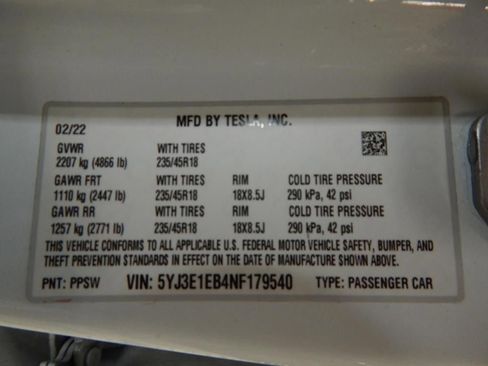 MFD BY TESLA, INC.
02/22
GVWR WITH TIRES
2207 kg (4866 lb) 235/45R18
GAWR FRT WITH TIRES RIM COLD TIRE PRESSURE
1110 kg (2447 lb) 235/45R18 18X8.5J 290 kPa, 42 psi
GAWR RR WITH TIRES RIM COLD TIRE PRESSURE
1257 kg (2771 lb) 235/45R18 18X8.5J 290 kPa, 42 psi
THIS VEHICLE CONFORMS TO ALL APPLICABLE U.S. FEDERAL MOTOR VEHICLE SAFETY, BUMPER, AND
THEFT PREVENTION STANDARDS IN EFFECT ON THE DATE OF MANUFACTURE SHOWN ABOVE.
PNT: PPSW VIN: 5YJ3E1EB4NF179540 TYPE: PASSENGER CAR